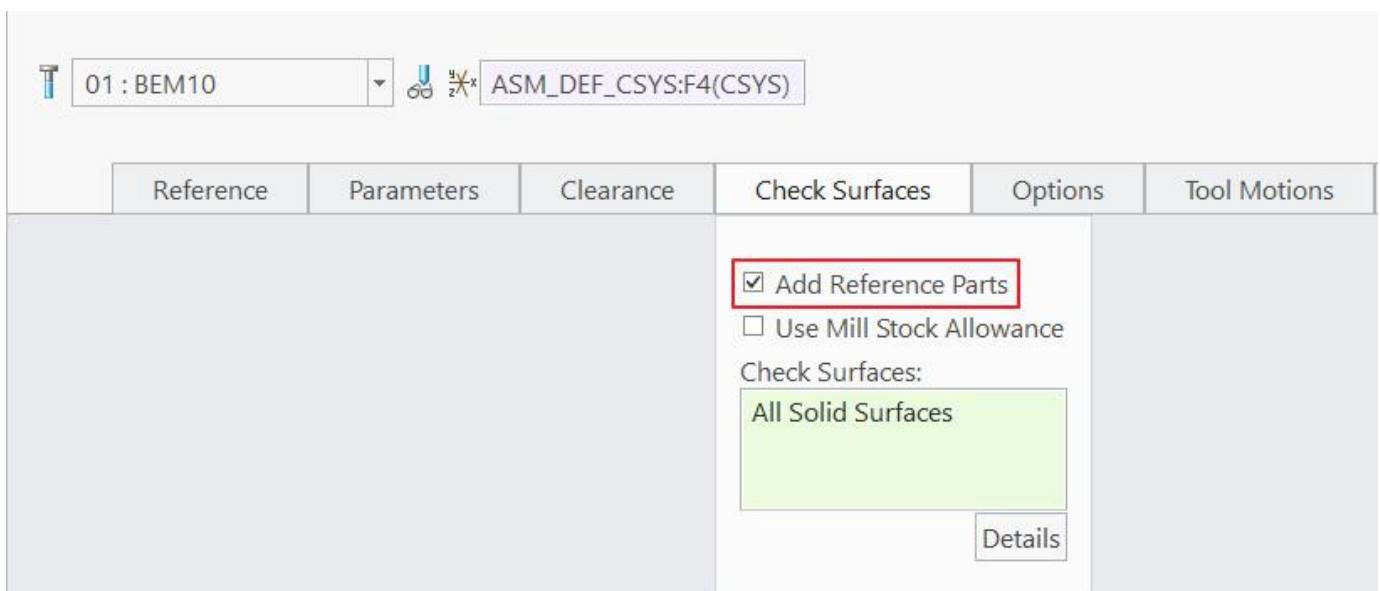 01 : BEM10
ASM_DEF_CSYS:F4(CSYS)
Reference Parameters Clearance Check Surfaces Options Tool Motions
Add Reference Parts
Use Mill Stock Allowance
Check Surfaces:
All Solid Surfaces
Details